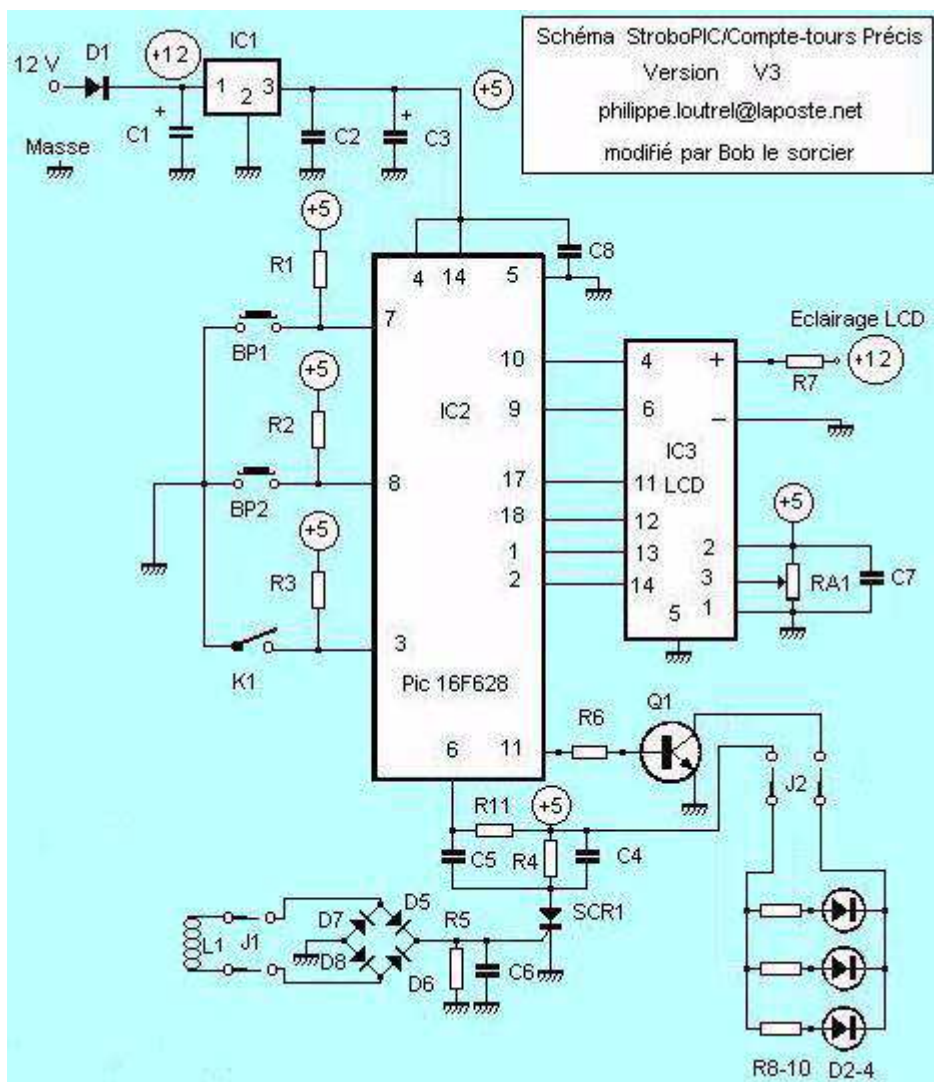 Schéma StroboPIC/Compte-tours Précis
Version V3
philippe.loutrel@laposte.net
modifié par Bob le sorcier
12 V
D1
+12
IC1
1
2
3
+5
C1
+
C2
C3
+
Masse
+5
R1
4
14
5
C8
7
BP1
+5
R2
IC2
10
9
4
6
+
−
Eclairage LCD
R7
+12
IC3
LCD
8
BP2
17
18
1
2
11
12
13
14
+5
R3
2
3
1
5
+5
RA1
C7
K1
3
Pic 16F628
6
11
R6
Q1
J2
R11
+5
C5
R4
C4
SCR1
L1
J1
D7
D5
D8
D6
R5
C6
R8-10
D2-4